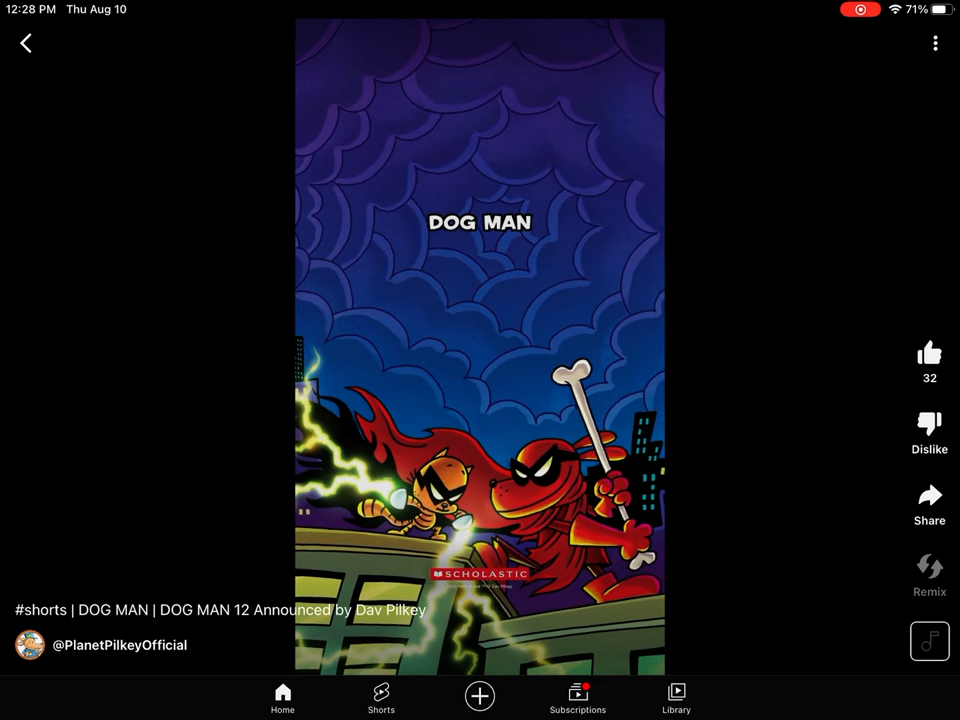 12:28 PM Thu Aug 10
71%
DOG MAN
32
Dislike
Share
Remix
SCHOLASTIC
#shorts | DOG MAN | DOG MAN 12 Announced by Dav Pilkey
@PlanetPilkeyOfficial
Home
Shorts
Subscriptions
Library